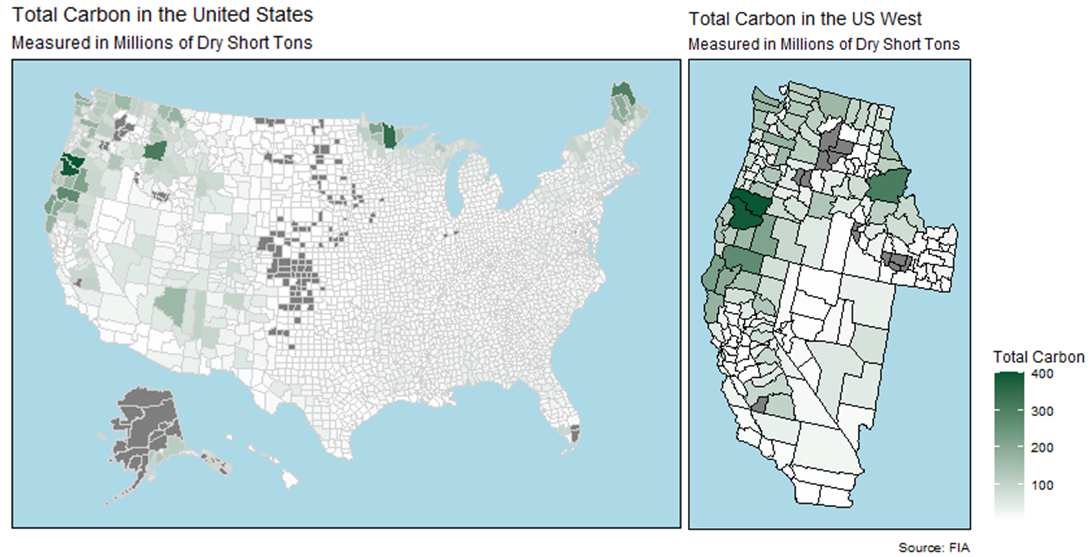 Total Carbon in the United States
Measured in Millions of Dry Short Tons
Total Carbon in the US West
Measured in Millions of Dry Short Tons
Total Carbon
400
300
200
100
Source: FIA